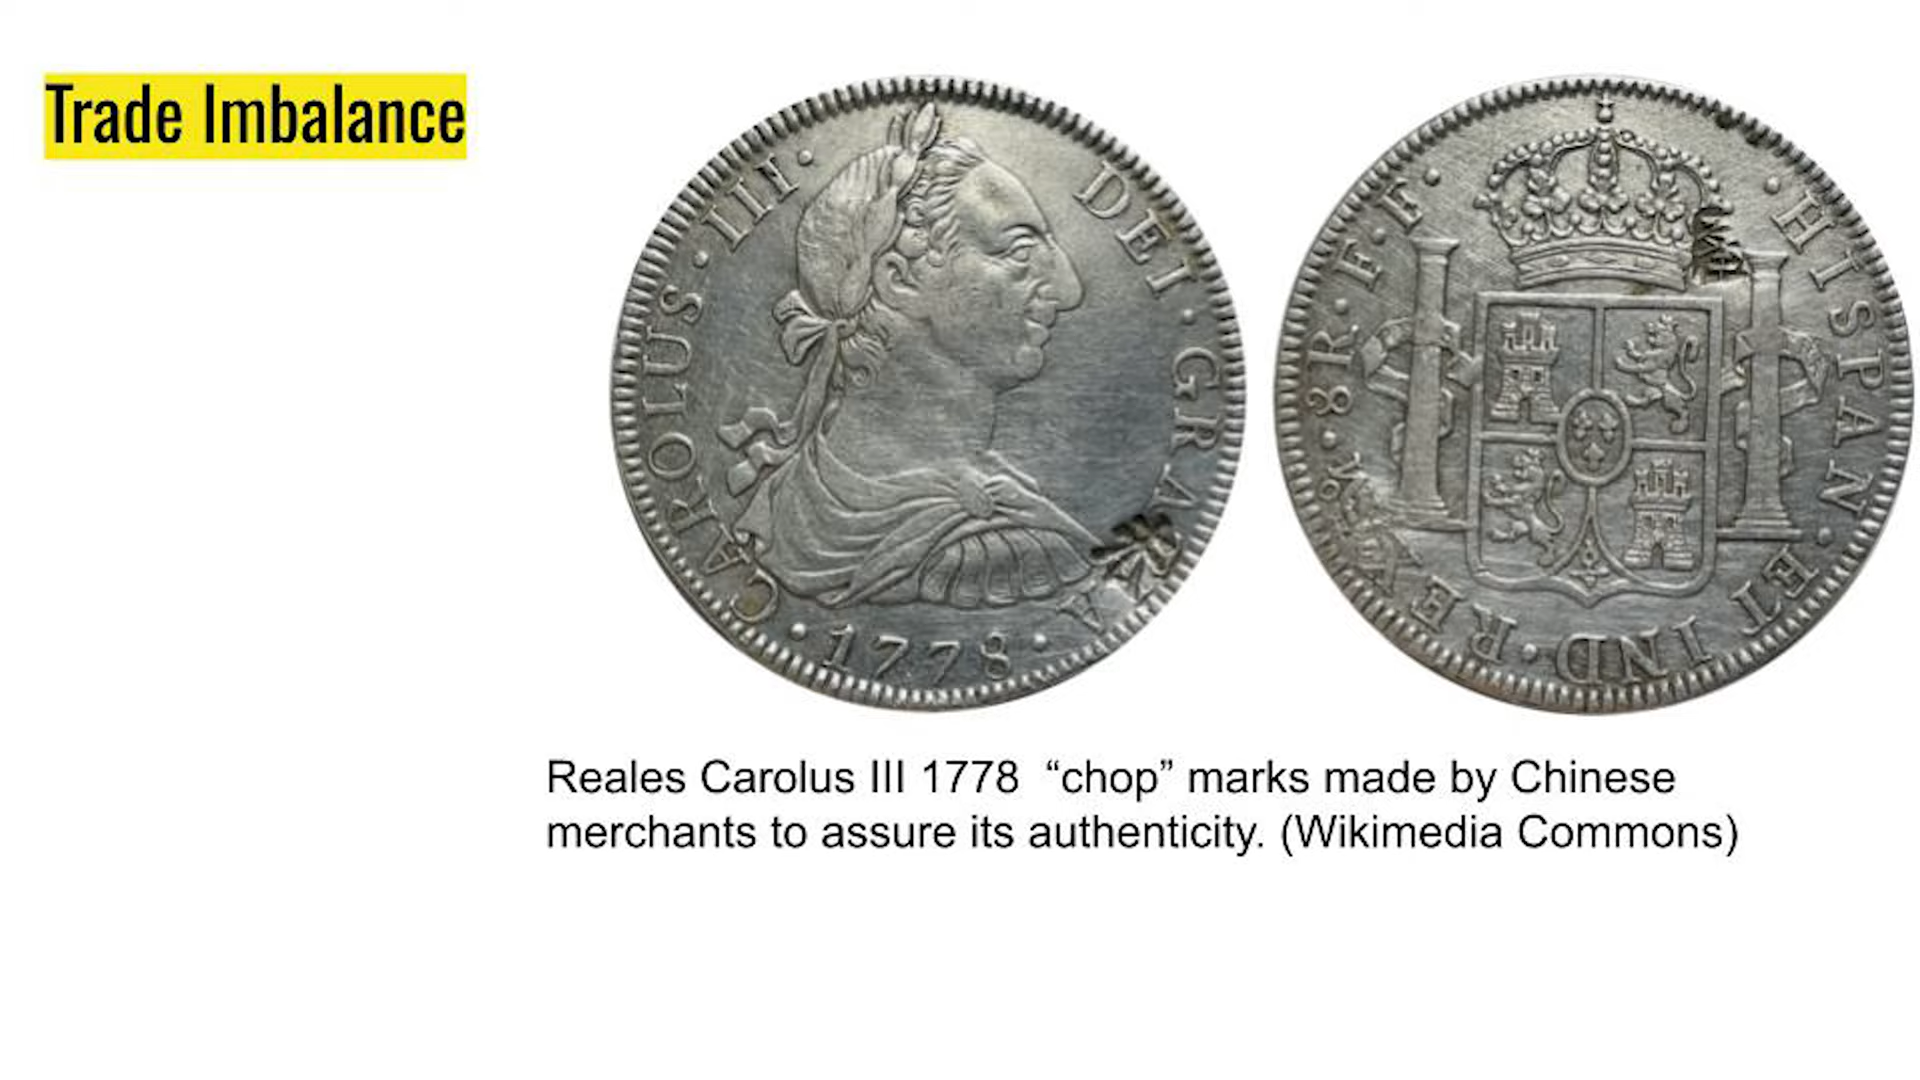 Trade Imbalance
CAROLUS · III · DEI · GRATIA
· 1778 ·
· HISPAN · ET IND · REX · 8R · F · F ·
Reales Carolus III 1778 “chop” marks made by Chinese
merchants to assure its authenticity. (Wikimedia Commons)